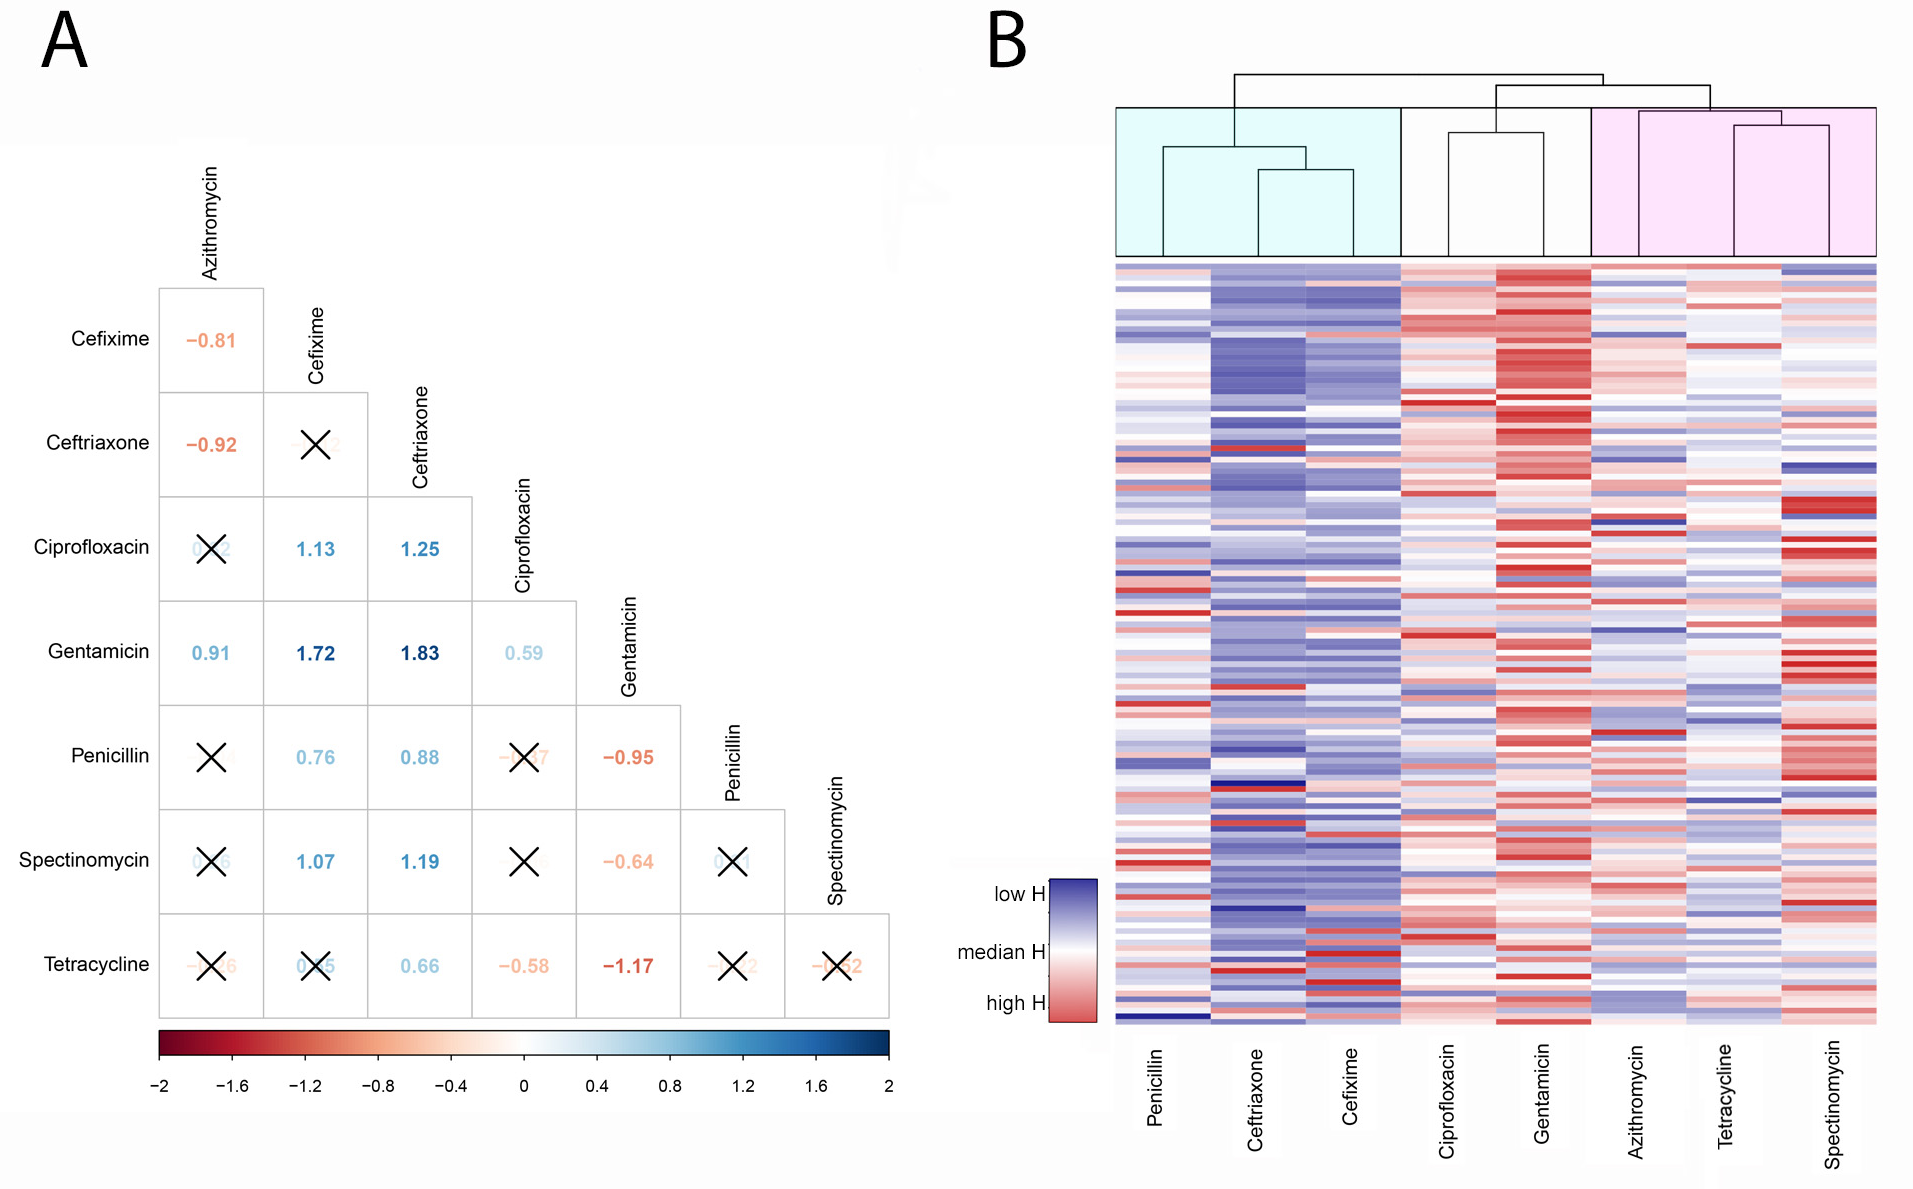 A
B
Azithromycin
Cefixime
Ceftriaxone
Ciprofloxacin
Gentamicin
Penicillin
Spectinomycin
Cefixime −0.81
Ceftriaxone −0.92
Ciprofloxacin 1.13 1.25
Gentamicin 0.91 1.72 1.83 0.59
Penicillin 0.76 0.88 −0.95
Spectinomycin 1.07 1.19 −0.64
Tetracycline 0.66 −0.58 −1.17
−2 −1.6 −1.2 −0.8 −0.4 0 0.4 0.8 1.2 1.6 2
low H
median H
high H
Penicillin
Ceftriaxone
Cefixime
Ciprofloxacin
Gentamicin
Azithromycin
Tetracycline
Spectinomycin